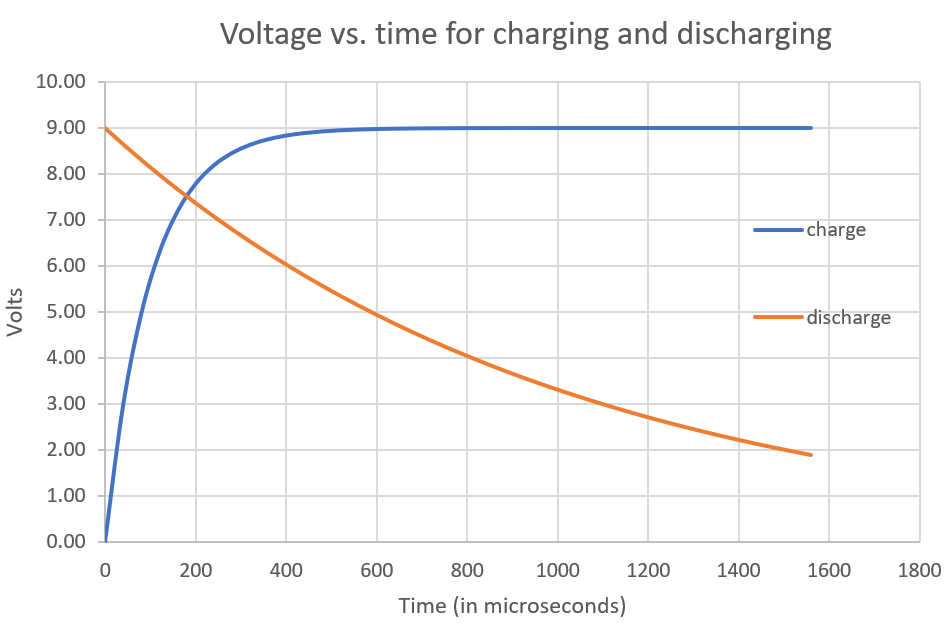 Voltage vs. time for charging and discharging
10.00
9.00
8.00
7.00
6.00
5.00
4.00
3.00
2.00
1.00
0.00
Volts
charge
discharge
0 200 400 600 800 1000 1200 1400 1600 1800
Time (in microseconds)